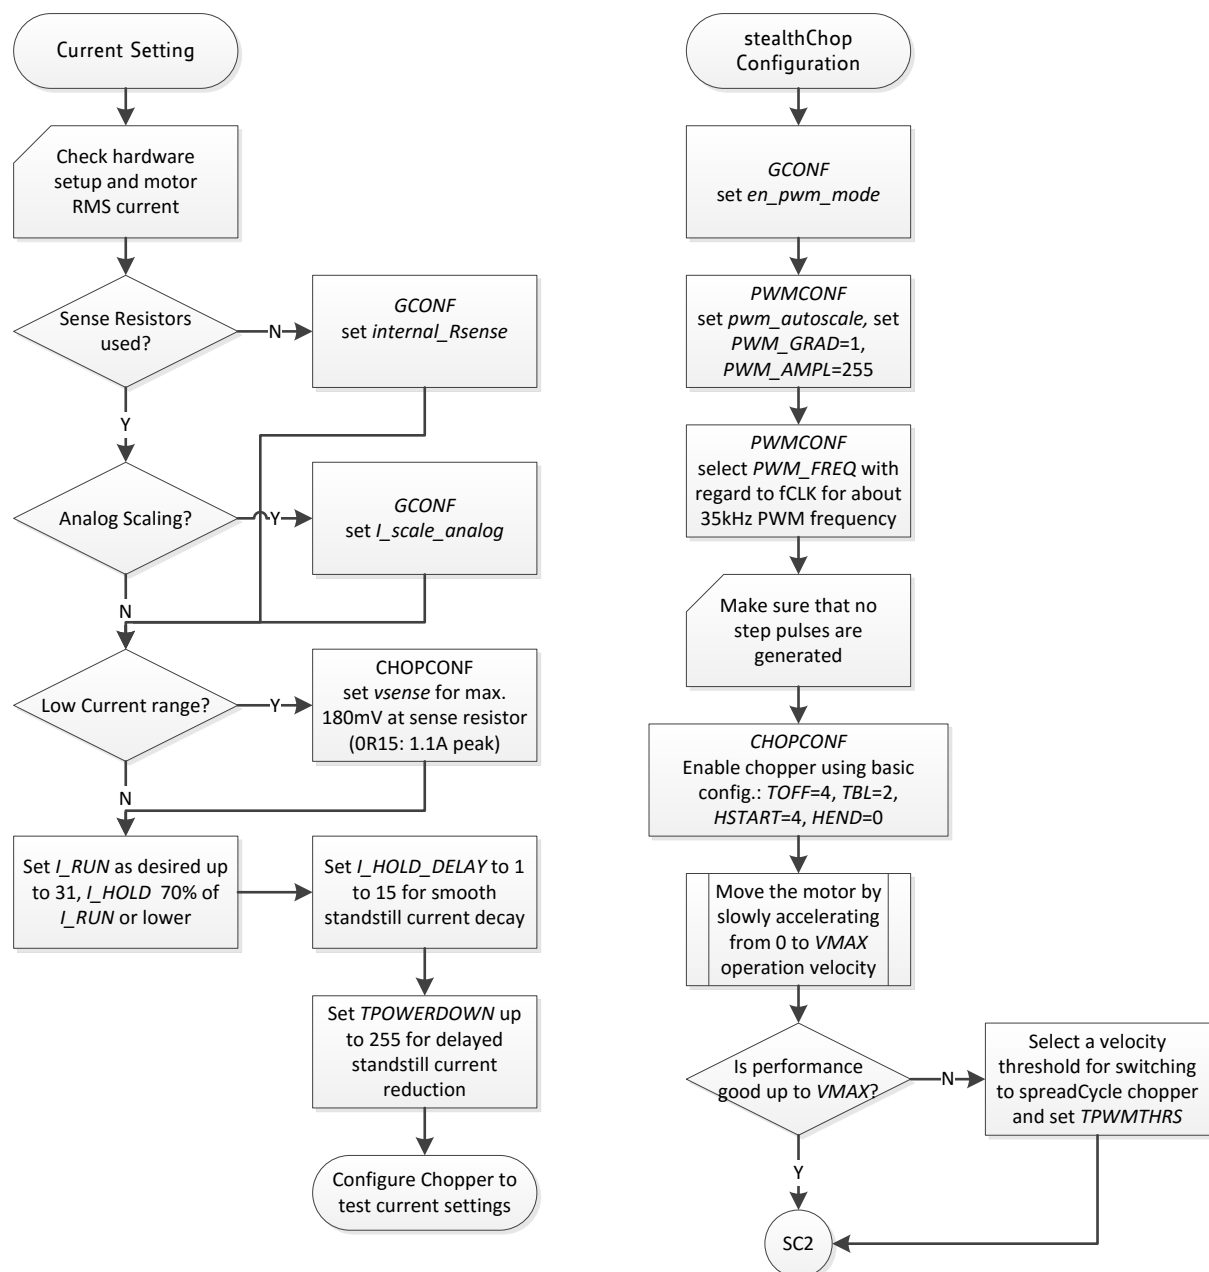 Current Setting
Check hardware
setup and motor
RMS current
Sense Resistors
used?
N
GCONF
set internal_Rsense
Y
Analog Scaling?
Y
GCONF
set I_scale_analog
N
Low Current range?
Y
CHOPCONF
set vsense for max.
180mV at sense resistor
(0R15: 1.1A peak)
N
Set I_RUN as desired up
to 31, I_HOLD 70% of
I_RUN or lower
Set I_HOLD_DELAY to 1
to 15 for smooth
standstill current decay
Set TPOWERDOWN up
to 255 for delayed
standstill current
reduction
Configure Chopper to
test current settings
stealthChop
Configuration
GCONF
set en_pwm_mode
PWMCONF
set pwm_autoscale, set
PWM_GRAD=1,
PWM_AMPL=255
PWMCONF
select PWM_FREQ with
regard to fCLK for about
35kHz PWM frequency
Make sure that no
step pulses are
generated
CHOPCONF
Enable chopper using basic
config.: TOFF=4, TBL=2,
HSTART=4, HEND=0
Move the motor by
slowly accelerating
from 0 to VMAX
operation velocity
Is performance
good up to VMAX?
N
Select a velocity
threshold for switching
to spreadCycle chopper
and set TPWMTHRS
Y
SC2